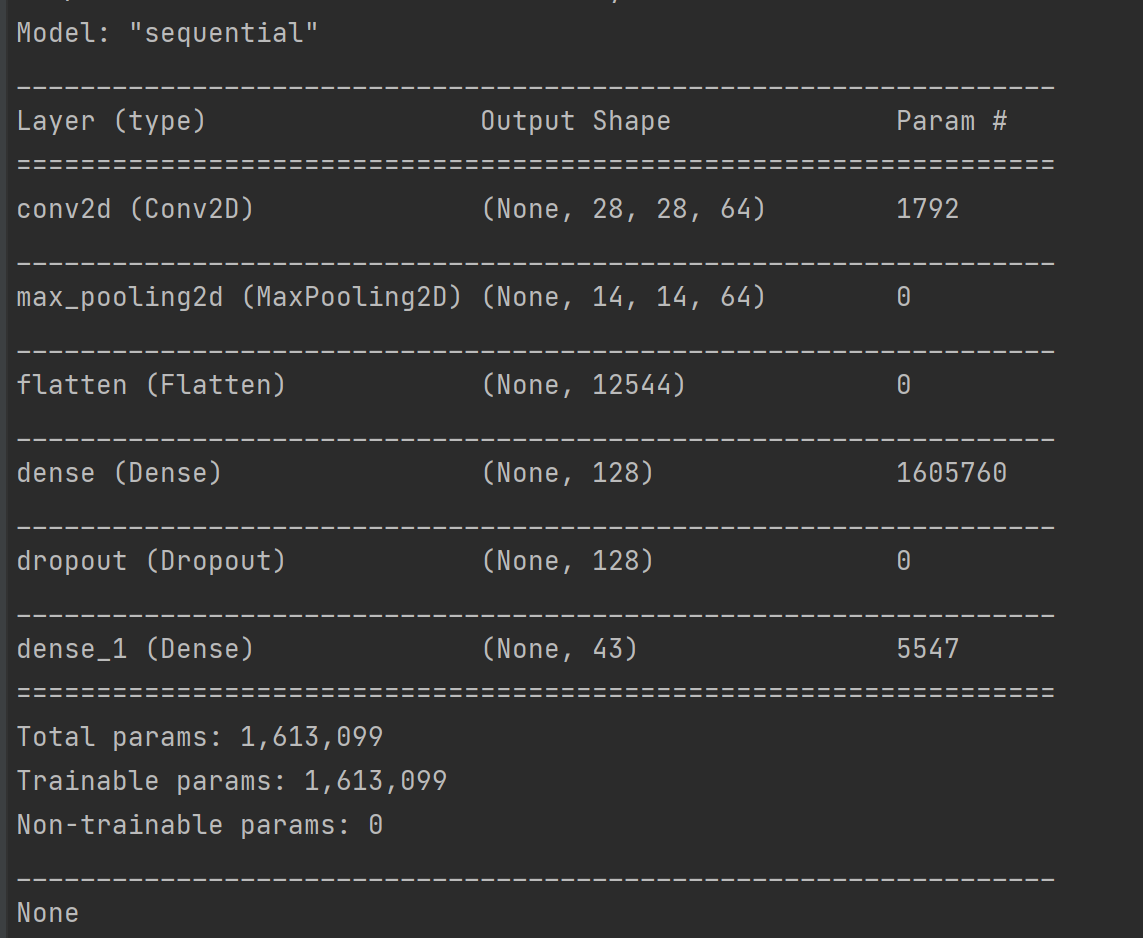 Model: "sequential"
_________________________________________________________________
Layer (type)                 Output Shape              Param #
=================================================================
conv2d (Conv2D)              (None, 28, 28, 64)        1792
_________________________________________________________________
max_pooling2d (MaxPooling2D) (None, 14, 14, 64)        0
_________________________________________________________________
flatten (Flatten)            (None, 12544)             0
_________________________________________________________________
dense (Dense)                (None, 128)               1605760
_________________________________________________________________
dropout (Dropout)            (None, 128)               0
_________________________________________________________________
dense_1 (Dense)              (None, 43)                5547
=================================================================
Total params: 1,613,099
Trainable params: 1,613,099
Non-trainable params: 0
_________________________________________________________________
None